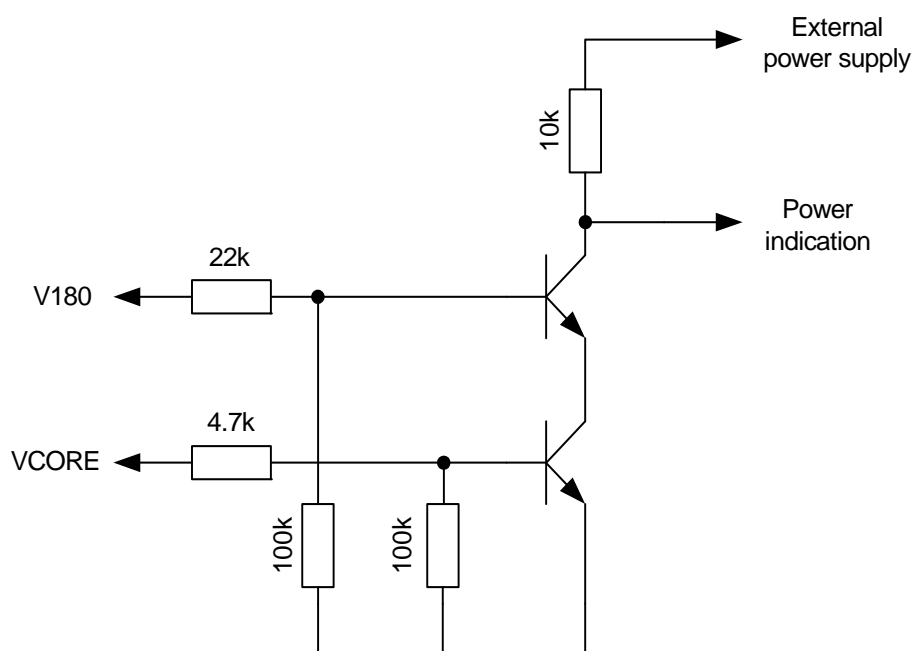 External
power supply
10k
Power
indication
22k
V180
4.7k
VCORE
100k
100k